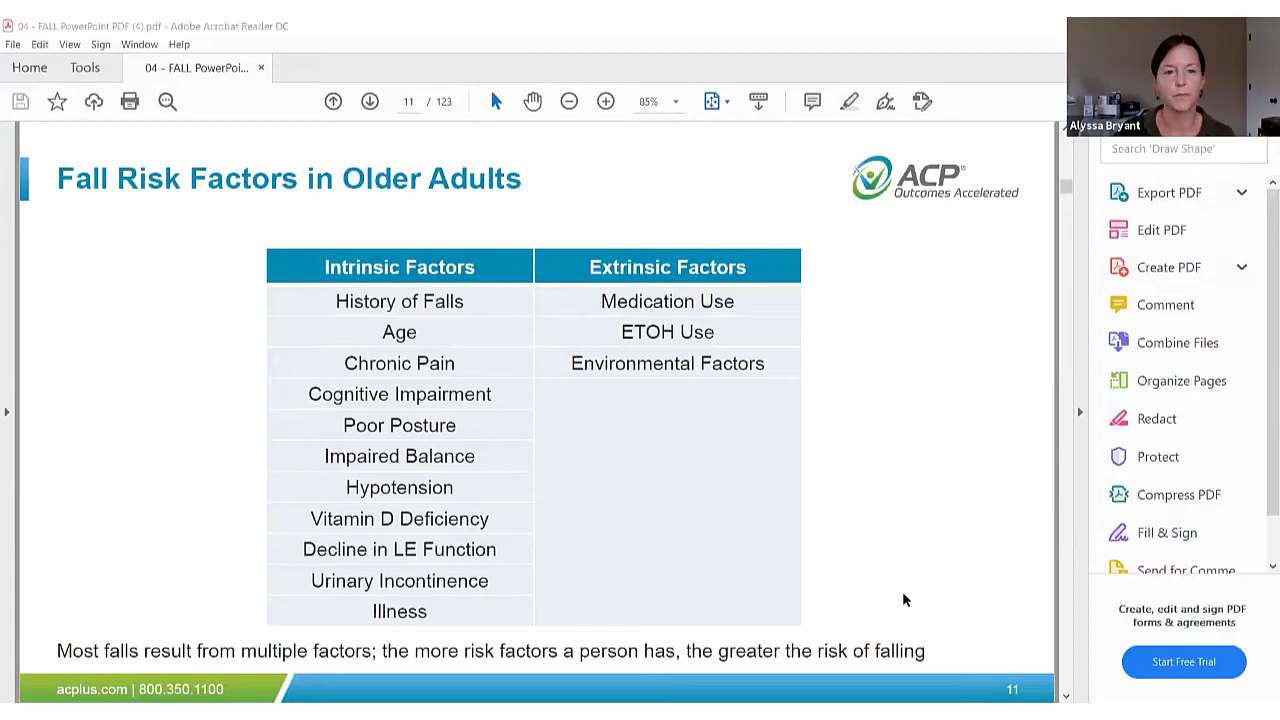 04 - FALL PowerPoint PDF (4).pdf - Adobe Acrobat Reader DC
File Edit View Sign Window Help
Home Tools 04 - FALL PowerPoi... ×
11 / 123 85%
Alyssa Bryant
Search 'Draw Shape'
Fall Risk Factors in Older Adults
ACP®
Outcomes Accelerated
Intrinsic Factors Extrinsic Factors
History of Falls Medication Use
Age ETOH Use
Chronic Pain Environmental Factors
Cognitive Impairment
Poor Posture
Impaired Balance
Hypotension
Vitamin D Deficiency
Decline in LE Function
Urinary Incontinence
Illness
Most falls result from multiple factors; the more risk factors a person has, the greater the risk of falling
acplus.com | 800.350.1100 11
Export PDF
Edit PDF
Create PDF
Comment
Combine Files
Organize Pages
Redact
Protect
Compress PDF
Fill & Sign
Send for Comme
Create, edit and sign PDF
forms & agreements
Start Free Trial